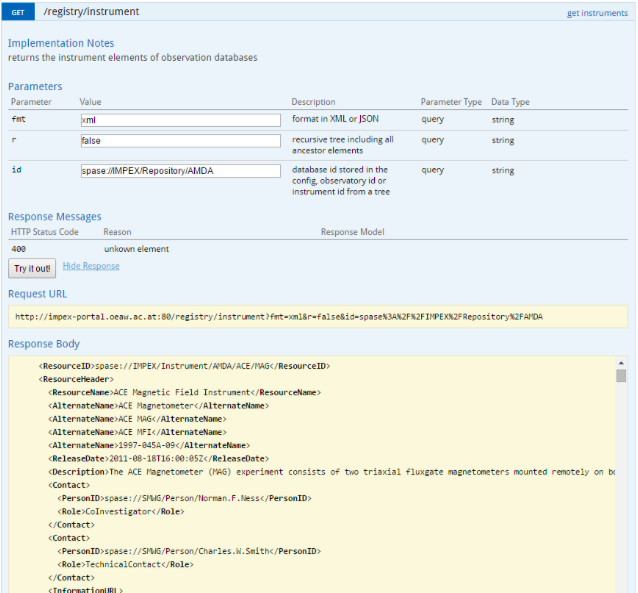 GET /registry/instrument get instruments
Implementation Notes
returns the instrument elements of observation databases
Parameters
Parameter Value Description Parameter Type Data Type
fmt xml format in XML or JSON query string
r false recursive tree including all query string
ancestor elements
id spase://IMPEX/Repository/AMDA database id stored in the query string
config, observatory id or
instrument id from a tree
Response Messages
HTTP Status Code Reason Response Model
400 unkown element
Try it out! Hide Response
Request URL
http://impex-portal.oeaw.ac.at:80/registry/instrument?fmt=xml&r=false&id=spase%3A%2F%2FIMPEX%2FRepository%2FAMDA
Response Body
<ResourceID>spase://IMPEX/Instrument/AMDA/ACE/MAG</ResourceID>
<ResourceHeader>
<ResourceName>ACE Magnetic Field Instrument</ResourceName>
<AlternateName>ACE Magnetometer</AlternateName>
<AlternateName>ACE MAG</AlternateName>
<AlternateName>ACE MFI</AlternateName>
<AlternateName>1997-045A-09</AlternateName>
<ReleaseDate>2011-08-18T16:00:05Z</ReleaseDate>
<Description>The ACE Magnetometer (MAG) experiment consists of two triaxial fluxgate magnetometers mounted remotely on
<Contact>
<PersonID>spase://SMWG/Person/Norman.F.Ness</PersonID>
<Role>CoInvestigator</Role>
</Contact>
<Contact>
<PersonID>spase://SMWG/Person/Charles.W.Smith</PersonID>
<Role>TechnicalContact</Role>
</Contact>
<InformationURL>